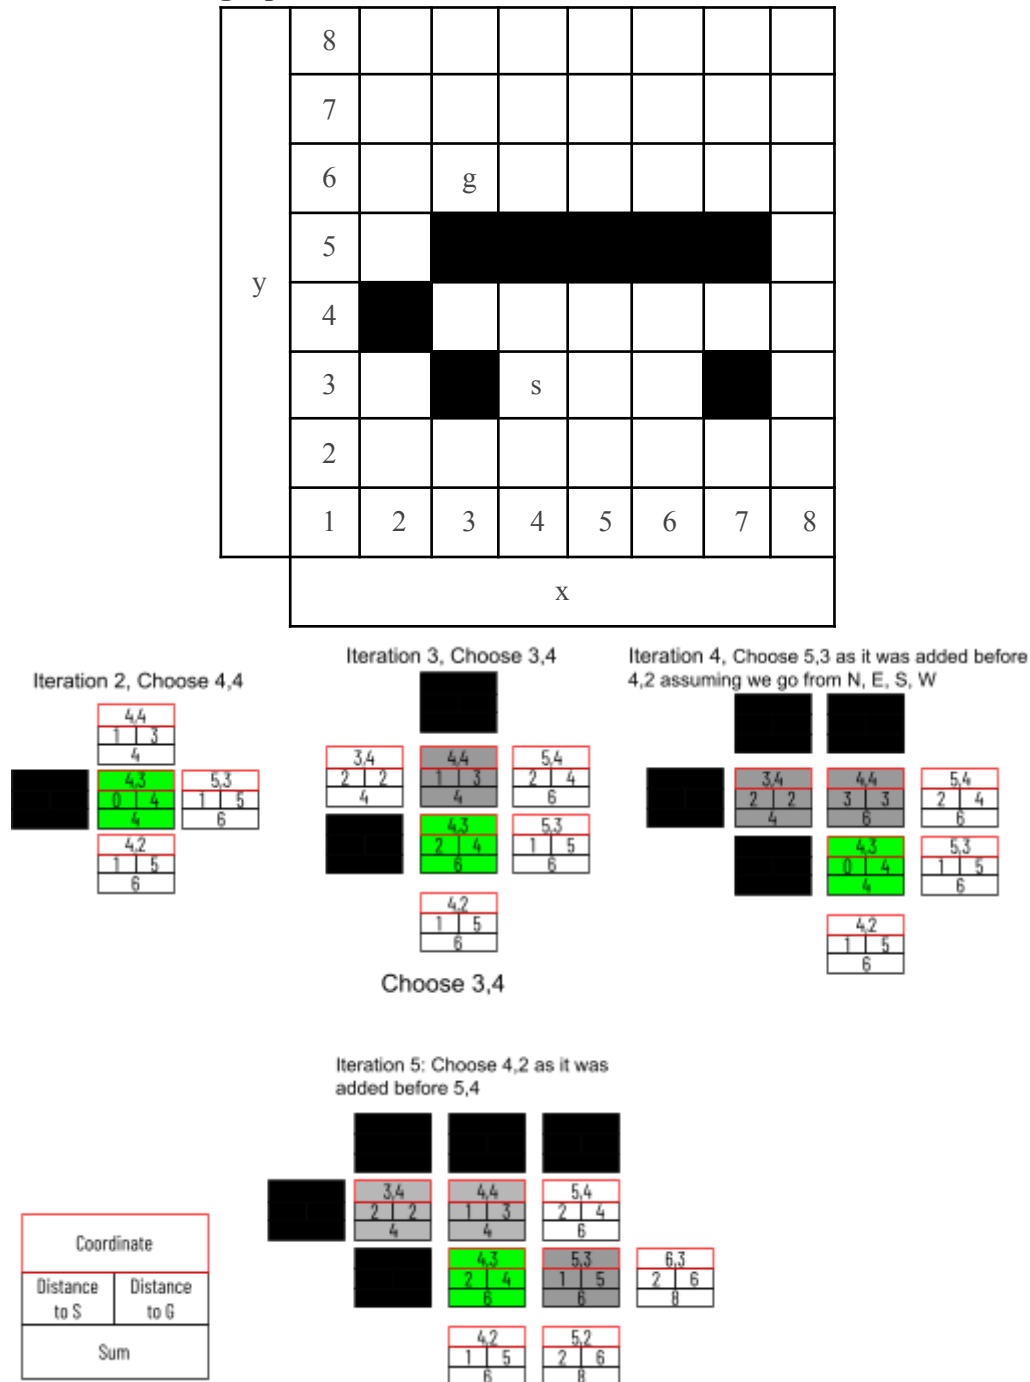 8
7
6 g
5
y
4
3 s
2
1 2 3 4 5 6 7 8
x
Iteration 2, Choose 4,4
4,4
1 3
4
4,3 5,3
0 4 1 5
4 6
4,2
1 5
6
Iteration 3, Choose 3,4
3,4 4,4 5,4
2 2 1 3 2 4
4 4 6
4,3 5,3
2 4 1 5
6 6
4,2
1 5
6
Choose 3,4
Iteration 4, Choose 5,3 as it was added before
4,2 assuming we go from N, E, S, W
3,4 4,4 5,4
2 2 3 3 2 4
4 6 6
4,3 5,3
0 4 1 5
4 6
4,2
1 5
6
Iteration 5: Choose 4,2 as it was
added before 5,4
3,4 4,4 5,4
2 2 1 3 2 4
4 4 6
4,3 5,3 6,3
2 4 1 5 2 6
6 6 8
4,2 5,2
1 5 2 6
6 8
Coordinate
Distance Distance
to S to G
Sum